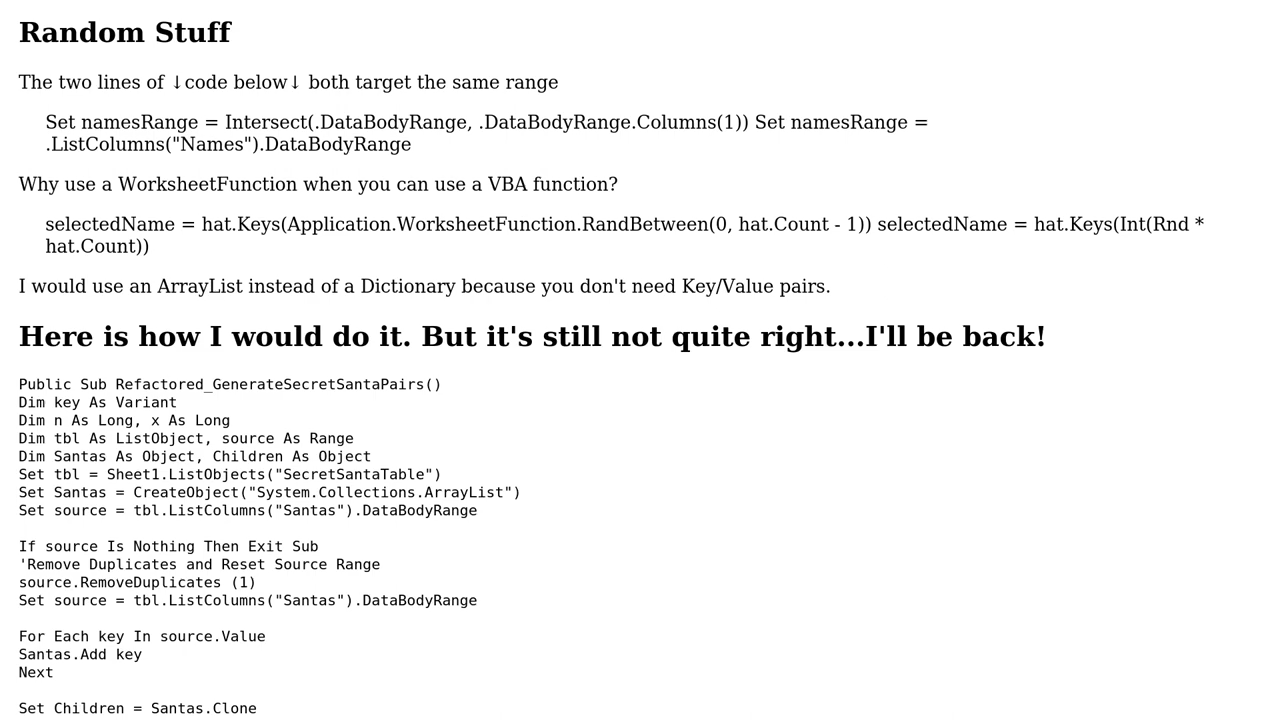 Random Stuff
The two lines of ↓code below↓ both target the same range
Set namesRange = Intersect(.DataBodyRange, .DataBodyRange.Columns(1)) Set namesRange =
.ListColumns("Names").DataBodyRange
Why use a WorksheetFunction when you can use a VBA function?
selectedName = hat.Keys(Application.WorksheetFunction.RandBetween(0, hat.Count - 1)) selectedName = hat.Keys(Int(Rnd *
hat.Count))
I would use an ArrayList instead of a Dictionary because you don't need Key/Value pairs.
Here is how I would do it. But it's still not quite right...I'll be back!
Public Sub Refactored_GenerateSecretSantaPairs()
Dim key As Variant
Dim n As Long, x As Long
Dim tbl As ListObject, source As Range
Dim Santas As Object, Children As Object
Set tbl = Sheet1.ListObjects("SecretSantaTable")
Set Santas = CreateObject("System.Collections.ArrayList")
Set source = tbl.ListColumns("Santas").DataBodyRange
If source Is Nothing Then Exit Sub
'Remove Duplicates and Reset Source Range
source.RemoveDuplicates (1)
Set source = tbl.ListColumns("Santas").DataBodyRange
For Each key In source.Value
Santas.Add key
Next
Set Children = Santas.Clone